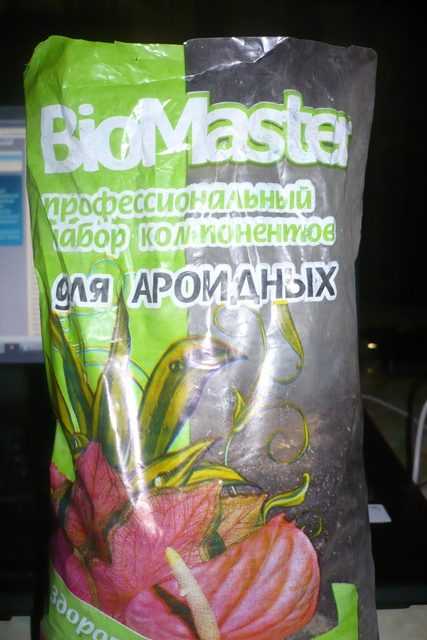 BioMaster
профессиональный
набор компонентов
для АРОИДНЫХ